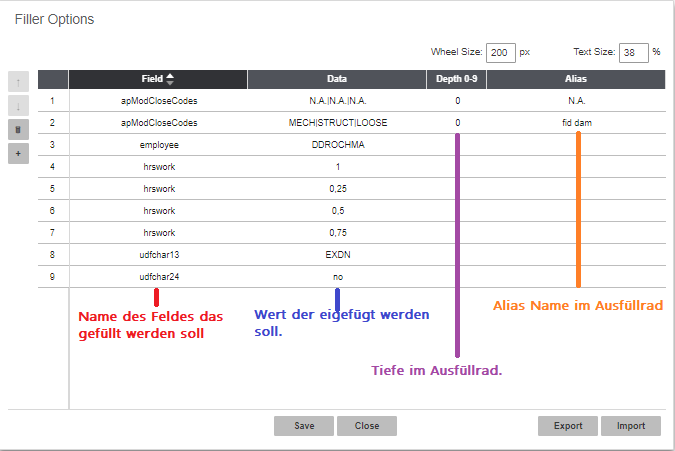 Filler Options
Wheel Size: 200 px Text Size: 38 %
Field Data Depth 0-9 Alias
1 apModCloseCodes N.A.|N.A.|N.A. 0 N.A.
2 apModCloseCodes MECH|STRUCT|LOOSE 0 fid dam
3 employee DDROCHMA
4 hrswork 1
5 hrswork 0,25
6 hrswork 0,5
7 hrswork 0,75
8 udfchar13 EXDN
9 udfchar24 no
Name des Feldes das
gefüllt werden soll
Wert der eigefügt werden
soll.
Alias Name im Ausfüllrad
Tiefe im Ausfüllrad.
Save Close Export Import